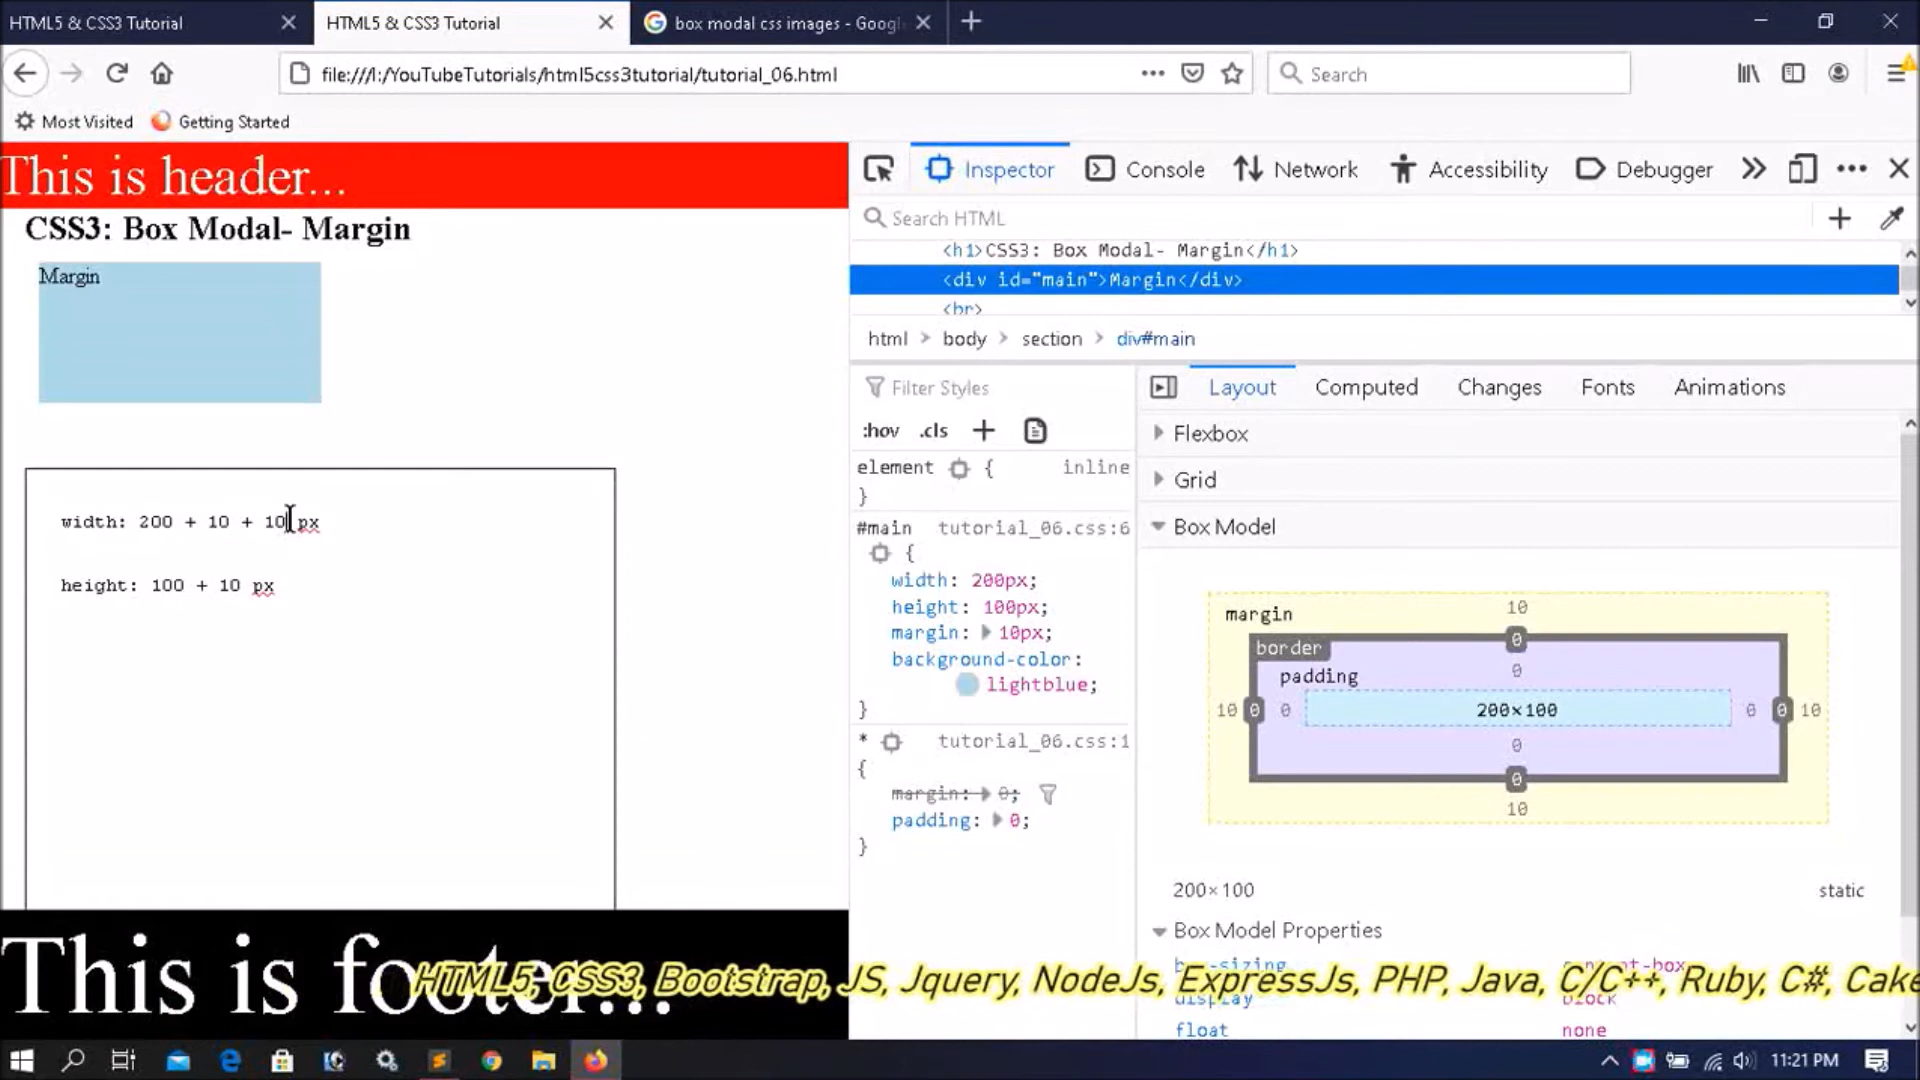 HTML5 & CSS3 Tutorial
HTML5 & CSS3 Tutorial
box modal css images - Googl
file:///I:/YouTubeTutorials/html5css3tutorial/tutorial_06.html
Search
Most Visited
Getting Started
This is header...
CSS3: Box Modal- Margin
Margin
width: 200 + 10 + 10 px
height: 100 + 10 px
This is footer...
Inspector
Console
Network
Accessibility
Debugger
Search HTML
<h1>CSS3: Box Modal- Margin</h1>
<div id="main">Margin</div>
<br>
html > body > section > div#main
Filter Styles
:hov .cls +
element { inline
}
#main tutorial_06.css:6
{
width: 200px;
height: 100px;
margin: 10px;
background-color:
lightblue;
}
* tutorial_06.css:1
{
margin: 0;
padding: 0;
}
Layout
Computed
Changes
Fonts
Animations
Flexbox
Grid
Box Model
margin
10
border
0
padding
0
10 0 0 200×100 0 0 10
0
0
10
200×100 static
Box Model Properties
box-sizing content-box
display block
float none
HTML5, CSS3, Bootstrap, JS, Jquery, NodeJs, ExpressJs, PHP, Java, C/C++, Ruby, C#, Cake
11:21 PM